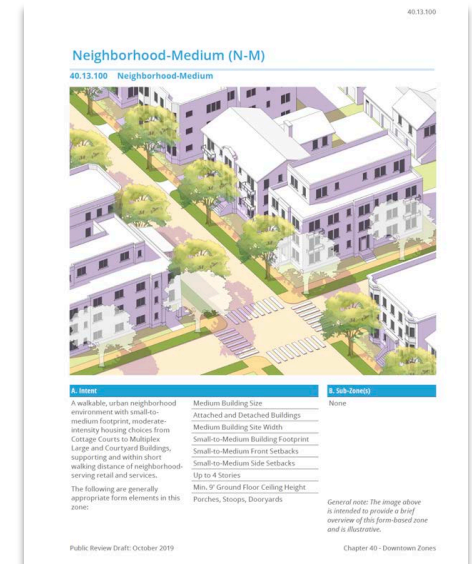 40.13.100
Neighborhood-Medium (N-M)
40.13.100 Neighborhood-Medium
A. Intent
A walkable, urban neighborhood
environment with small-to-
medium footprint, moderate-
intensity housing choices from
Cottage Courts to Multiplex
Large and Courtyard Buildings,
supporting and within short
walking distance of neighborhood-
serving retail and services.
The following are generally
appropriate form elements in this
zone:
Medium Building Size
Attached and Detached Buildings
Medium Building Site Width
Small-to-Medium Building Footprint
Small-to-Medium Front Setbacks
Small-to-Medium Side Setbacks
Up to 4 Stories
Min. 9' Ground Floor Ceiling Height
Porches, Stoops, Dooryards
B. Sub-Zone(s)
None
General note: The image above
is intended to provide a brief
overview of this form-based zone
and is illustrative.
Public Review Draft: October 2019
Chapter 40 - Downtown Zones